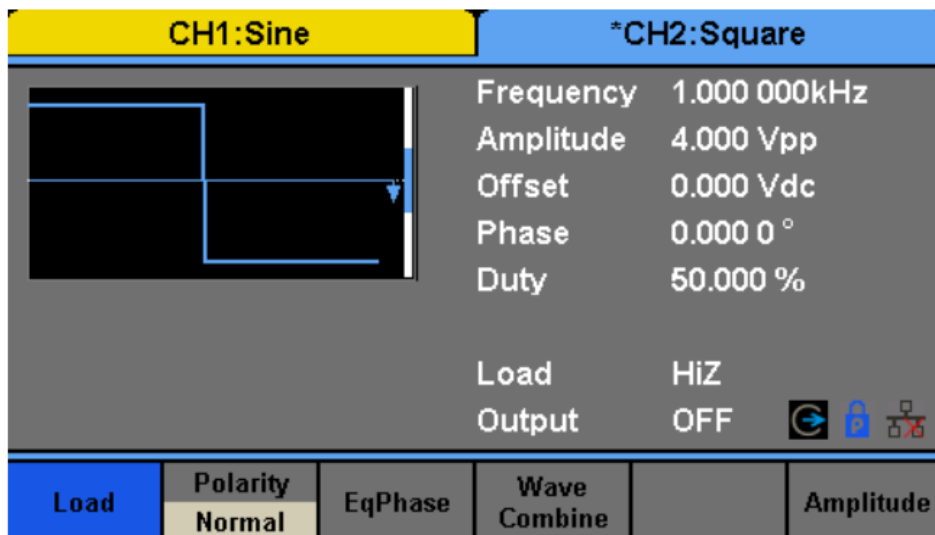 CH1:Sine
*CH2:Square
Frequency 1.000 000kHz
Amplitude 4.000 Vpp
Offset 0.000 Vdc
Phase 0.000 0 °
Duty 50.000 %
Load HiZ
Output OFF
P
Load
Polarity
Normal
EqPhase
Wave
Combine
Amplitude